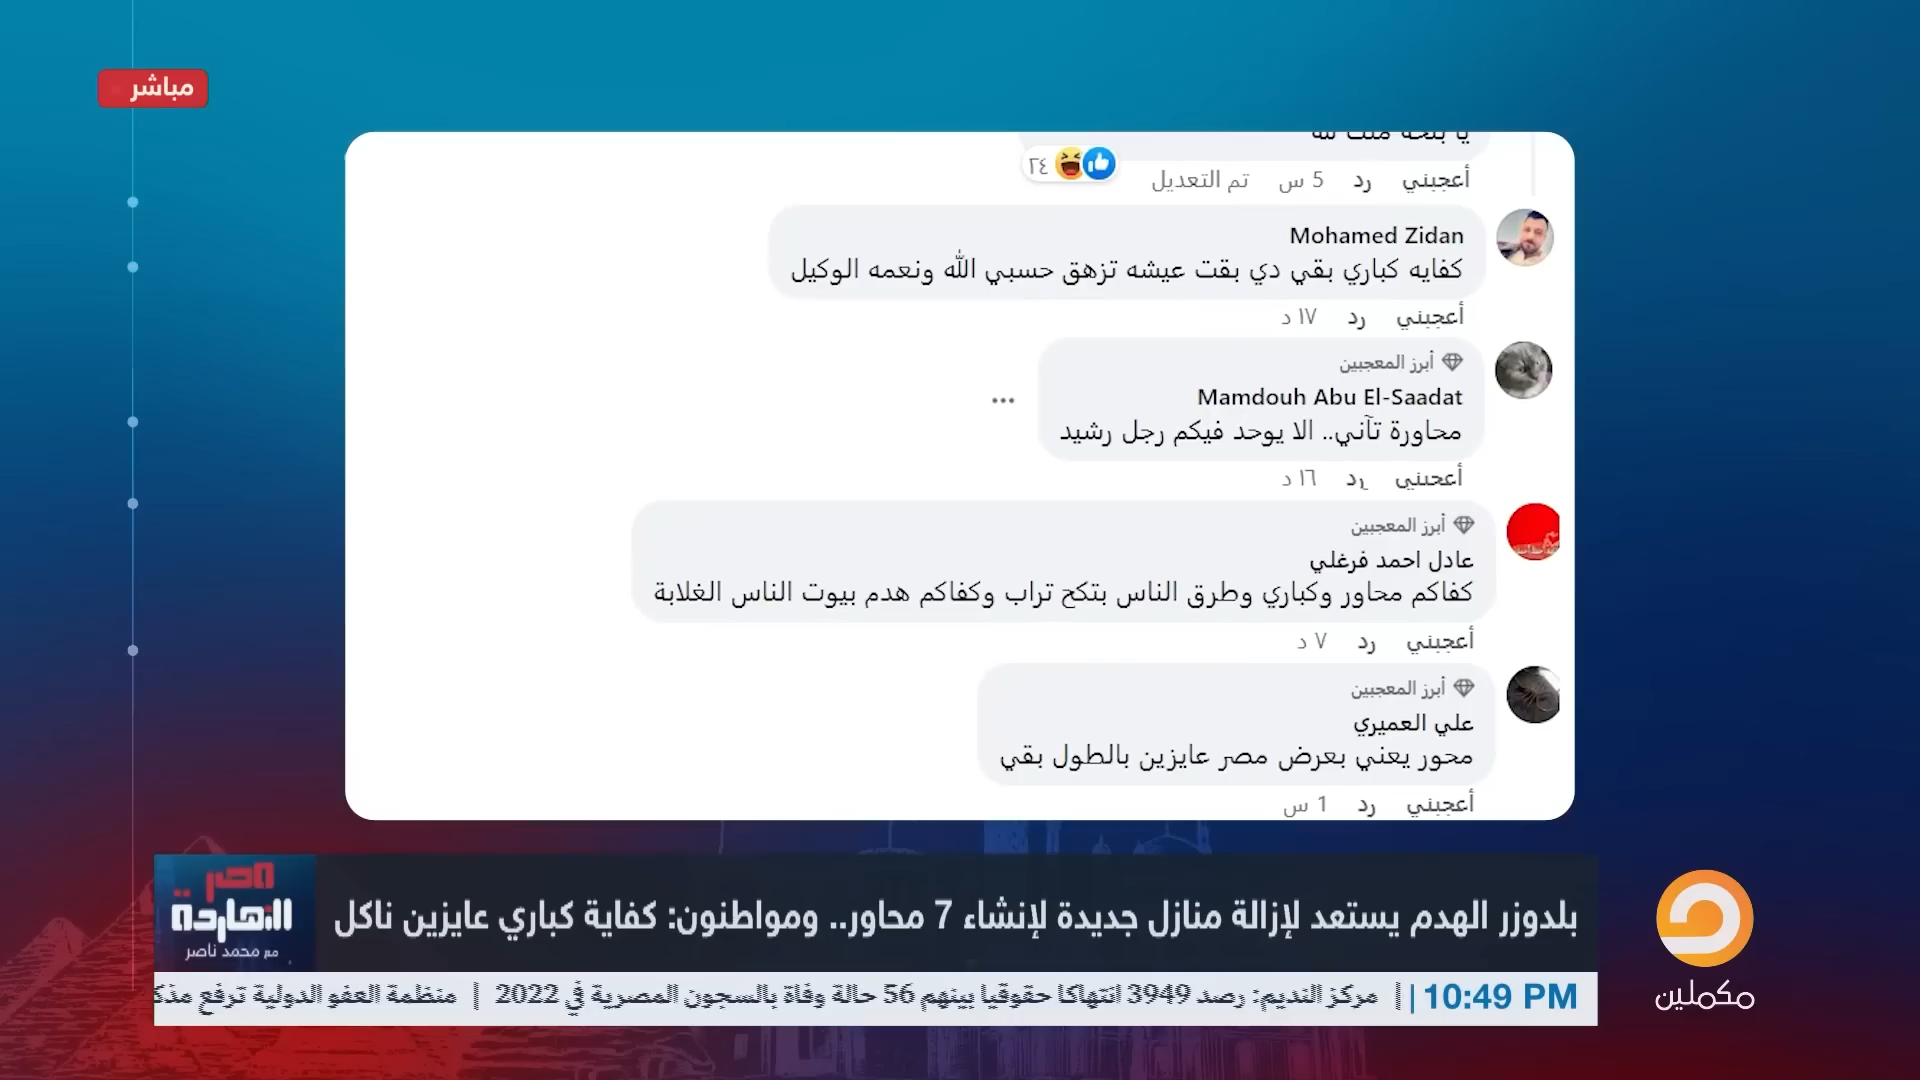 مباشر
يا بلحة منك لله
أعجبني رد 5 س تم التعديل ٢٤
Mohamed Zidan
كفايه كباري بقي دي بقت عيشه تزهق حسبي الله ونعمه الوكيل
أعجبني رد ١٧ د
أبرز المعجبين
Mamdouh Abu El-Saadat
محاورة تآني.. الا يوحد فيكم رجل رشيد
أعجبني رد ١٦ د
أبرز المعجبين
عادل احمد فرغلي
كفاكم محاور وكباري وطرق الناس بتكح تراب وكفاكم هدم بيوت الناس الغلابة
أعجبني رد ٧ د
أبرز المعجبين
علي العميري
محور يعني بعرض مصر عايزين بالطول بقي
أعجبني رد 1 س
بلدوزر الهدم يستعد لإزالة منازل جديدة لإنشاء 7 محاور.. ومواطنون: كفاية كباري عايزين ناكل
مصر
النهاردة
مع محمد ناصر
10:49 PM | مركز النديم: رصد 3949 انتهاكا حقوقيا بينهم 56 حالة وفاة بالسجون المصرية في 2022 | منظمة العفو الدولية ترفع
مكملين